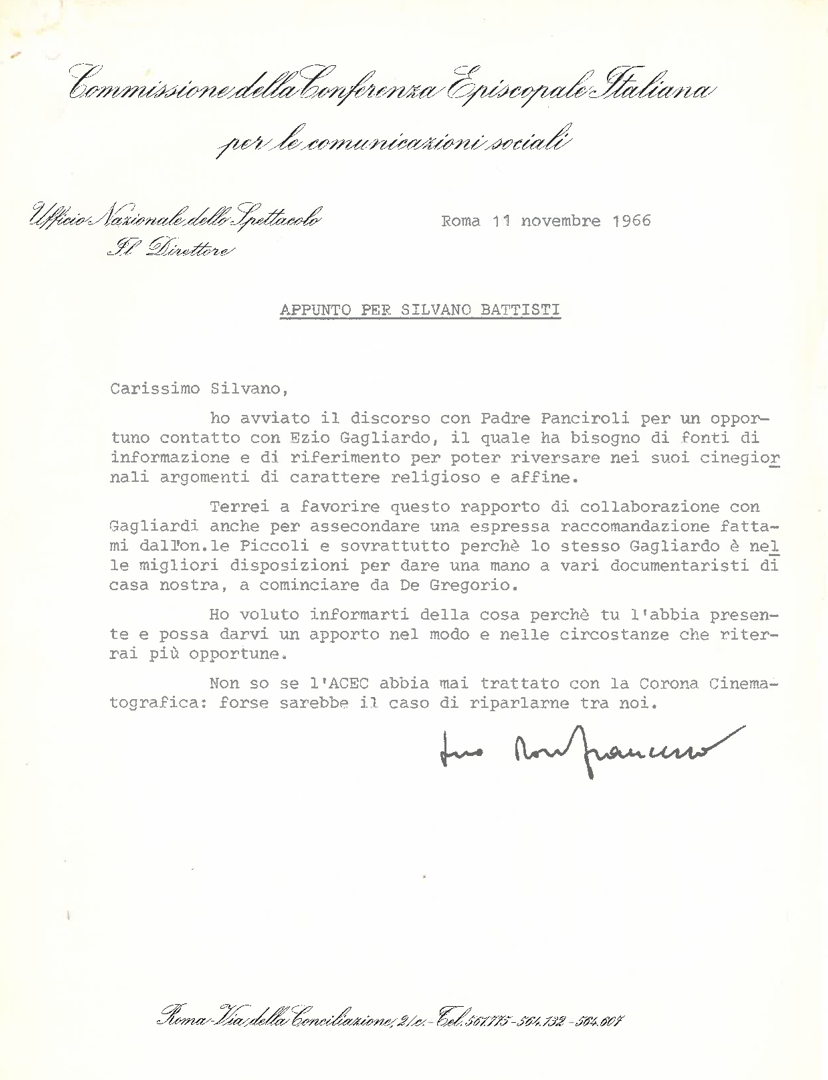 Commissione della Conferenza Episcopale Italiana
per le comunicazioni sociali
Ufficio Nazionale dello Spettacolo
Il Direttore
Roma 11 novembre 1966
APPUNTO PER SILVANO BATTISTI
Carissimo Silvano,
ho avviato il discorso con Padre Panciroli per un oppor-
tuno contatto con Ezio Gagliardo, il quale ha bisogno di fonti di
informazione e di riferimento per poter riversare nei suoi cinegior
nali argomenti di carattere religioso e affine.
Terrei a favorire questo rapporto di collaborazione con
Gagliardi anche per assecondare una espressa raccomandazione fatta-
mi dall'on.le Piccoli e sovrattutto perchè lo stesso Gagliardo è nel
le migliori disposizioni per dare una mano a vari documentaristi di
casa nostra, a cominciare da De Gregorio.
Ho voluto informarti della cosa perchè tu l'abbia presen-
te e possa darvi un apporto nel modo e nelle circostanze che riter-
rai più opportune.
Non so se l'ACEC abbia mai trattato con la Corona Cinema-
tografica: forse sarebbe il caso di riparlarne tra noi.
Roma-Via della Conciliazione, 2/c.-Tel. 561.775-564.132-564.607